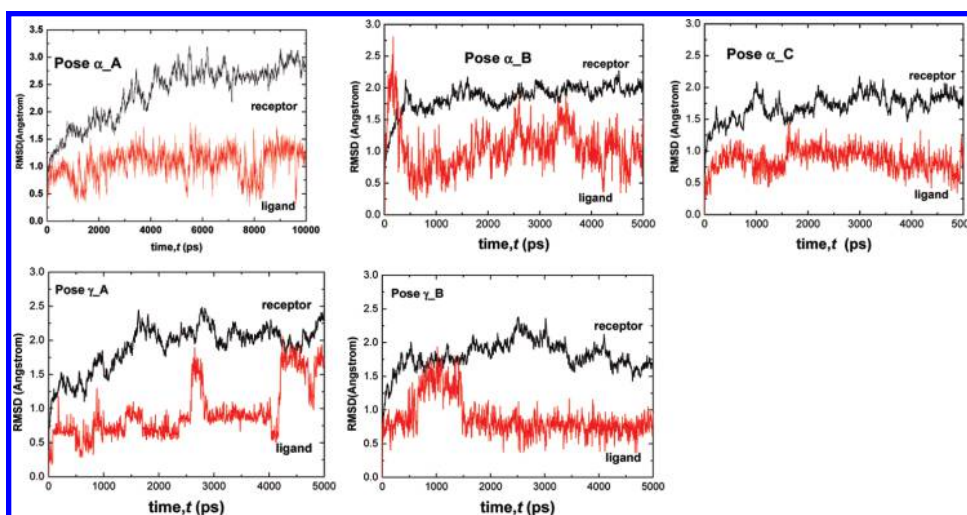 Pose α_A
receptor
ligand
RMSD(Angstrom)
3.5
3.0
2.5
2.0
1.5
1.0
0.5
0.0
0 2000 4000 6000 8000 10000
time,t (ps)
Pose α_B
receptor
ligand
RMSD (Angstrom)
3.0
2.5
2.0
1.5
1.0
0.5
0.0
0 1000 2000 3000 4000 5000
time,t (ps)
Pose α_C
receptor
ligand
RMSD (Angstrom)
3.0
2.5
2.0
1.5
1.0
0.5
0.0
0 1000 2000 3000 4000 5000
time,t (ps)
Pose γ_A
receptor
ligand
RMSD (Angstrom)
3.0
2.5
2.0
1.5
1.0
0.5
0.0
0 1000 2000 3000 4000 5000
time,t (ps)
Pose γ_B
receptor
ligand
RMSD(Angstrom)
3.0
2.5
2.0
1.5
1.0
0.5
0.0
0 1000 2000 3000 4000 5000
time,t (ps)